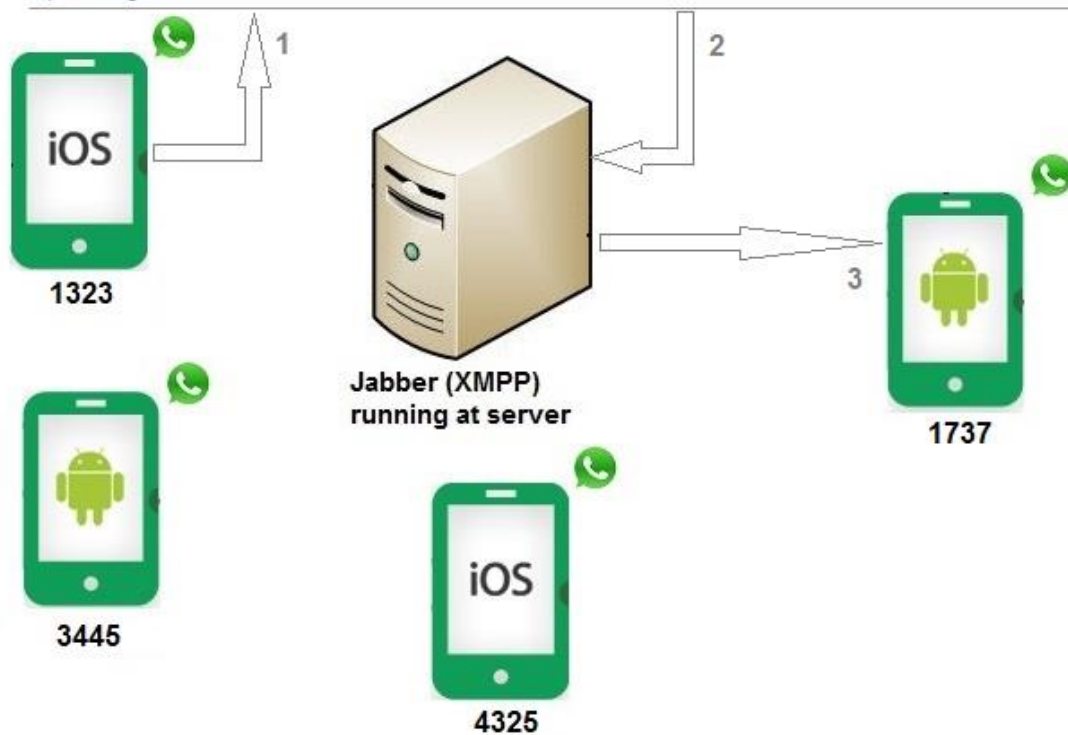 1
2
iOS
3
1323
Jabber (XMPP)
running at server
1737
iOS
3445
4325